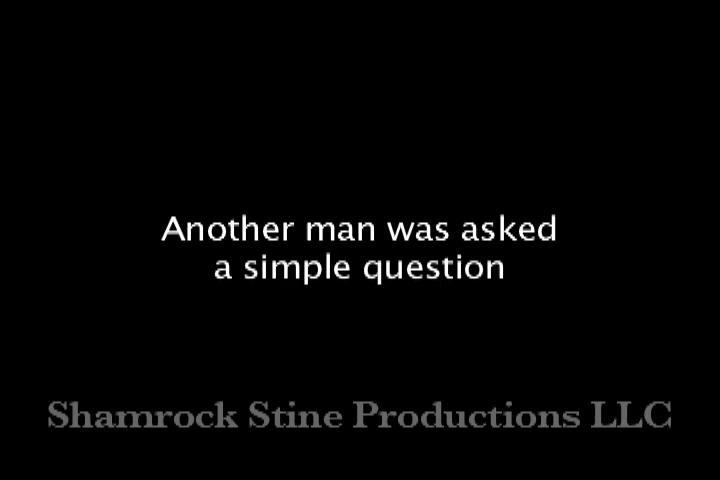 Another man was asked
a simple question
Shamrock Stine Productions LLC